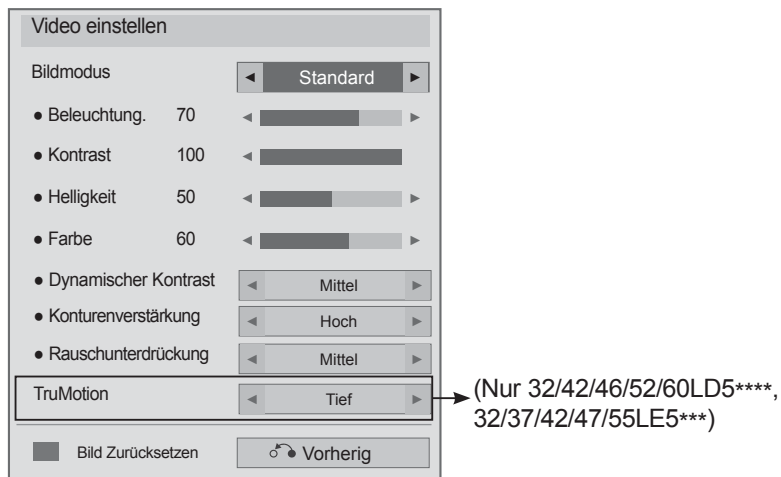 Video einstellen
Bildmodus ◄ Standard ►
● Beleuchtung. 70 ◄ ►
● Kontrast 100 ◄
● Helligkeit 50 ◄ ►
● Farbe 60 ◄ ►
● Dynamischer Kontrast ◄ Mittel ►
● Konturenverstärkung ◄ Hoch ►
● Rauschunterdrückung ◄ Mittel ►
TruMotion ◄ Tief ►
(Nur 32/42/46/52/60LD5****,
32/37/42/47/55LE5***)
Bild Zurücksetzen Vorherig